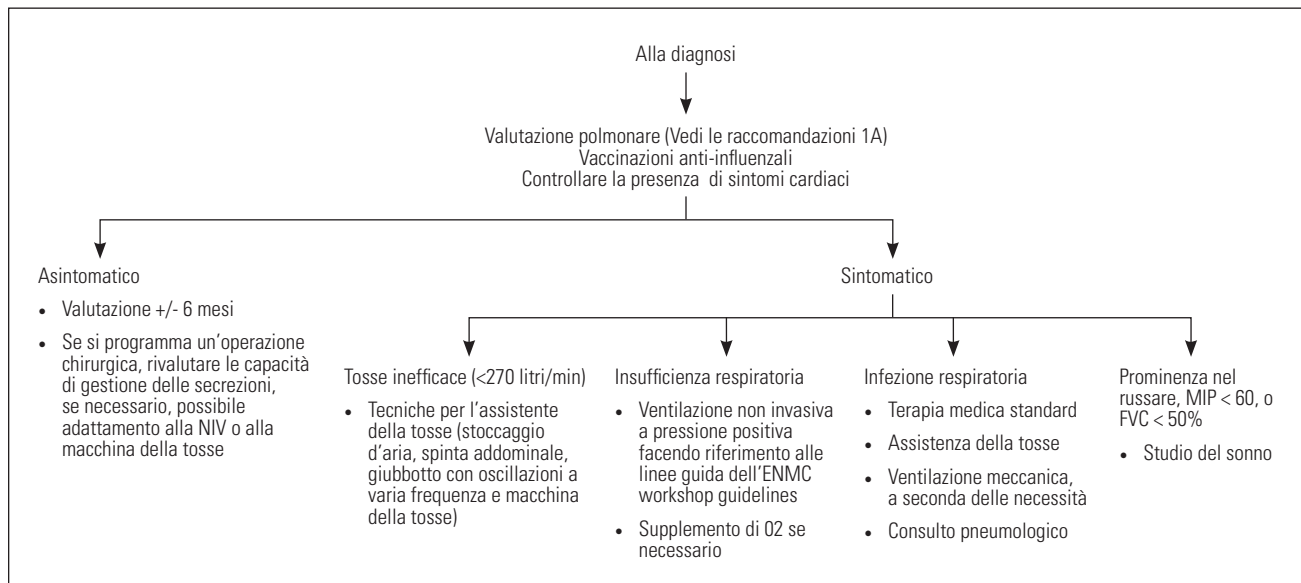 Alla diagnosi
Valutazione polmonare (Vedi le raccomandazioni 1A)
Vaccinazioni anti-influenzali
Controllare la presenza di sintomi cardiaci
Asintomatico
• Valutazione +/- 6 mesi
• Se si programma un'operazione
chirurgica, rivalutare le capacità
di gestione delle secrezioni,
se necessario, possibile
adattamento alla NIV o alla
macchina della tosse
Sintomatico
Tosse inefficace (<270 litri/min)
• Tecniche per l'assistente
della tosse (stoccaggio
d'aria, spinta addominale,
giubbotto con oscillazioni a
varia frequenza e macchina
della tosse)
Insufficienza respiratoria
• Ventilazione non invasiva
a pressione positiva
facendo riferimento alle
linee guida dell'ENMC
workshop guidelines
• Supplemento di 02 se
necessario
Infezione respiratoria
• Terapia medica standard
• Assistenza della tosse
• Ventilazione meccanica,
a seconda delle necessità
• Consulto pneumologico
Prominenza nel
russare, MIP < 60, o
FVC < 50%
• Studio del sonno